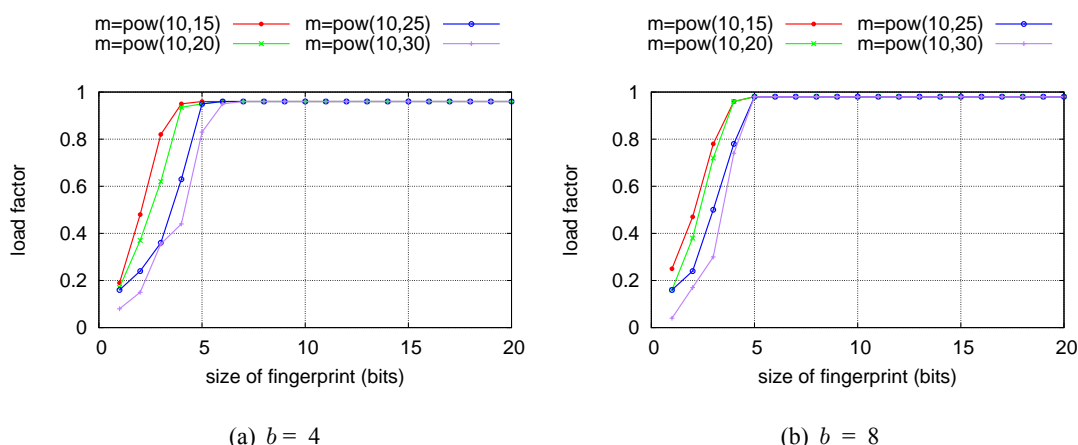 m=pow(10,15) m=pow(10,25)
m=pow(10,20) m=pow(10,30)
1
0.8
0.6
0.4
0.2
0
0 5 10 15 20
load factor
size of fingerprint (bits)
(a) b = 4
m=pow(10,15) m=pow(10,25)
m=pow(10,20) m=pow(10,30)
1
0.8
0.6
0.4
0.2
0
0 5 10 15 20
load factor
size of fingerprint (bits)
(b) b = 8